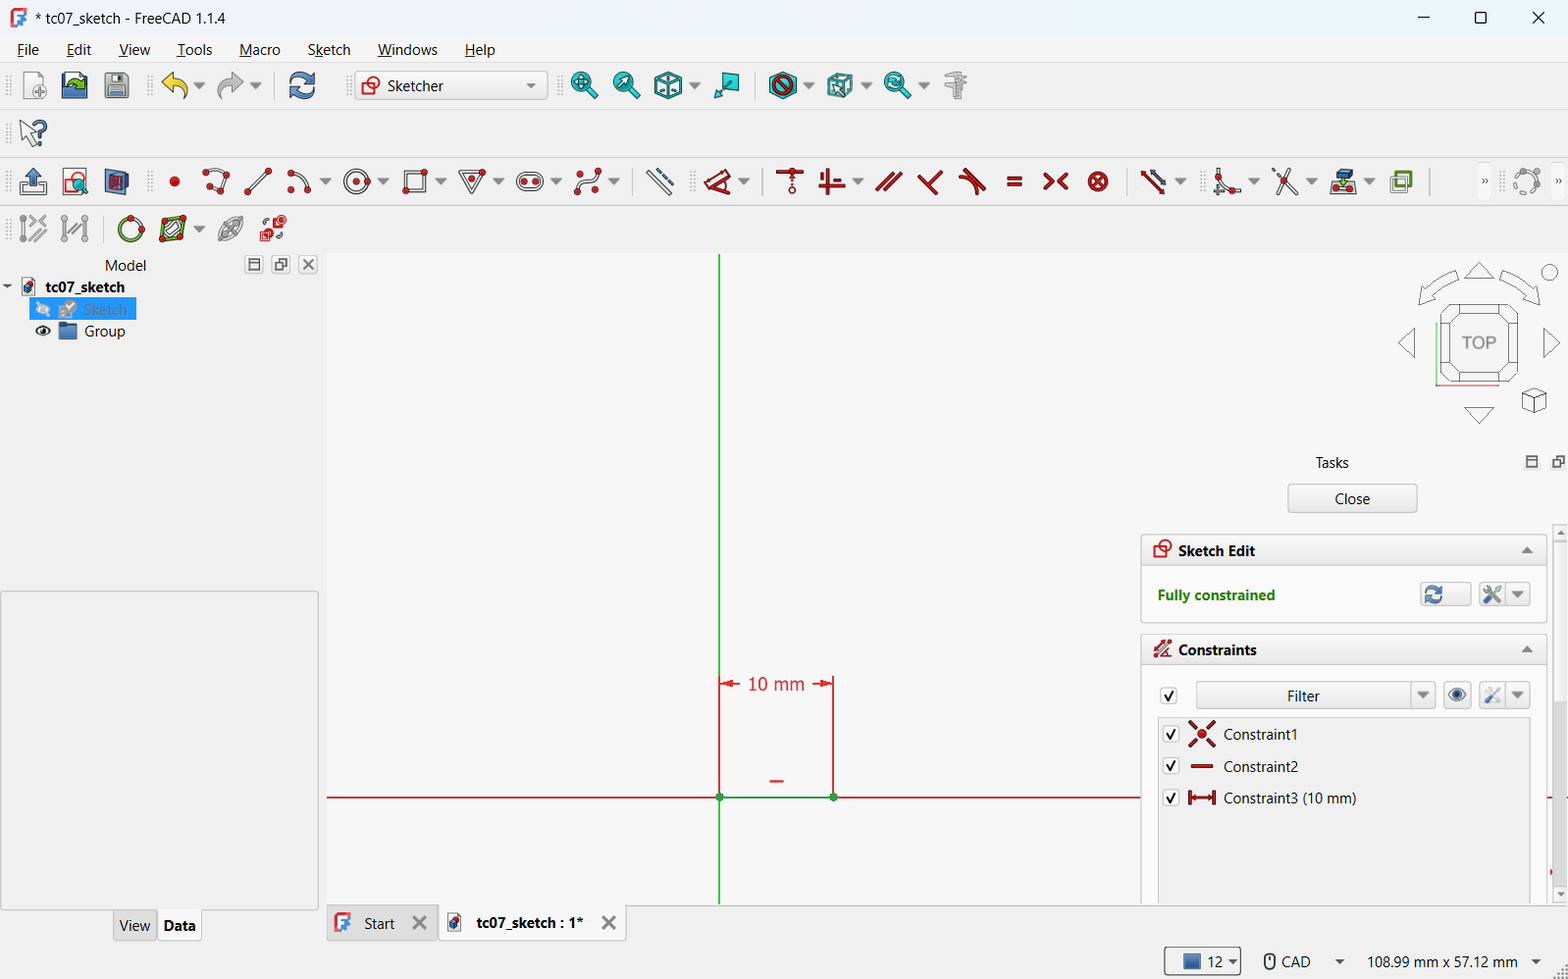 * tc07_sketch - FreeCAD 1.1.4
File Edit View Tools Macro Sketch Windows Help
Sketcher
Model
tc07_sketch
Sketch
Group
TOP
Tasks
Close
Sketch Edit
Fully constrained
Constraints
Filter
Constraint1
Constraint2
Constraint3 (10 mm)
10 mm
View Data
Start tc07_sketch : 1*
12 CAD 108.99 mm x 57.12 mm